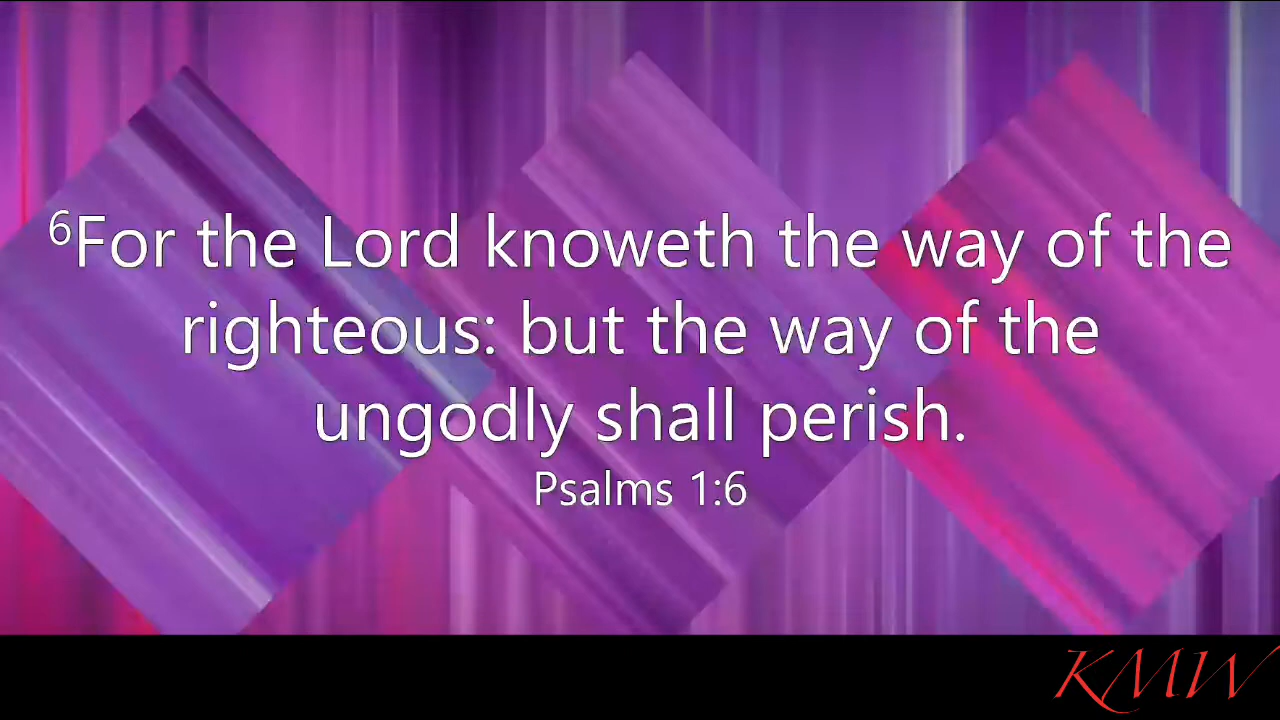 ⁶For the Lord knoweth the way of the
righteous: but the way of the
ungodly shall perish.
Psalms 1:6
KMW